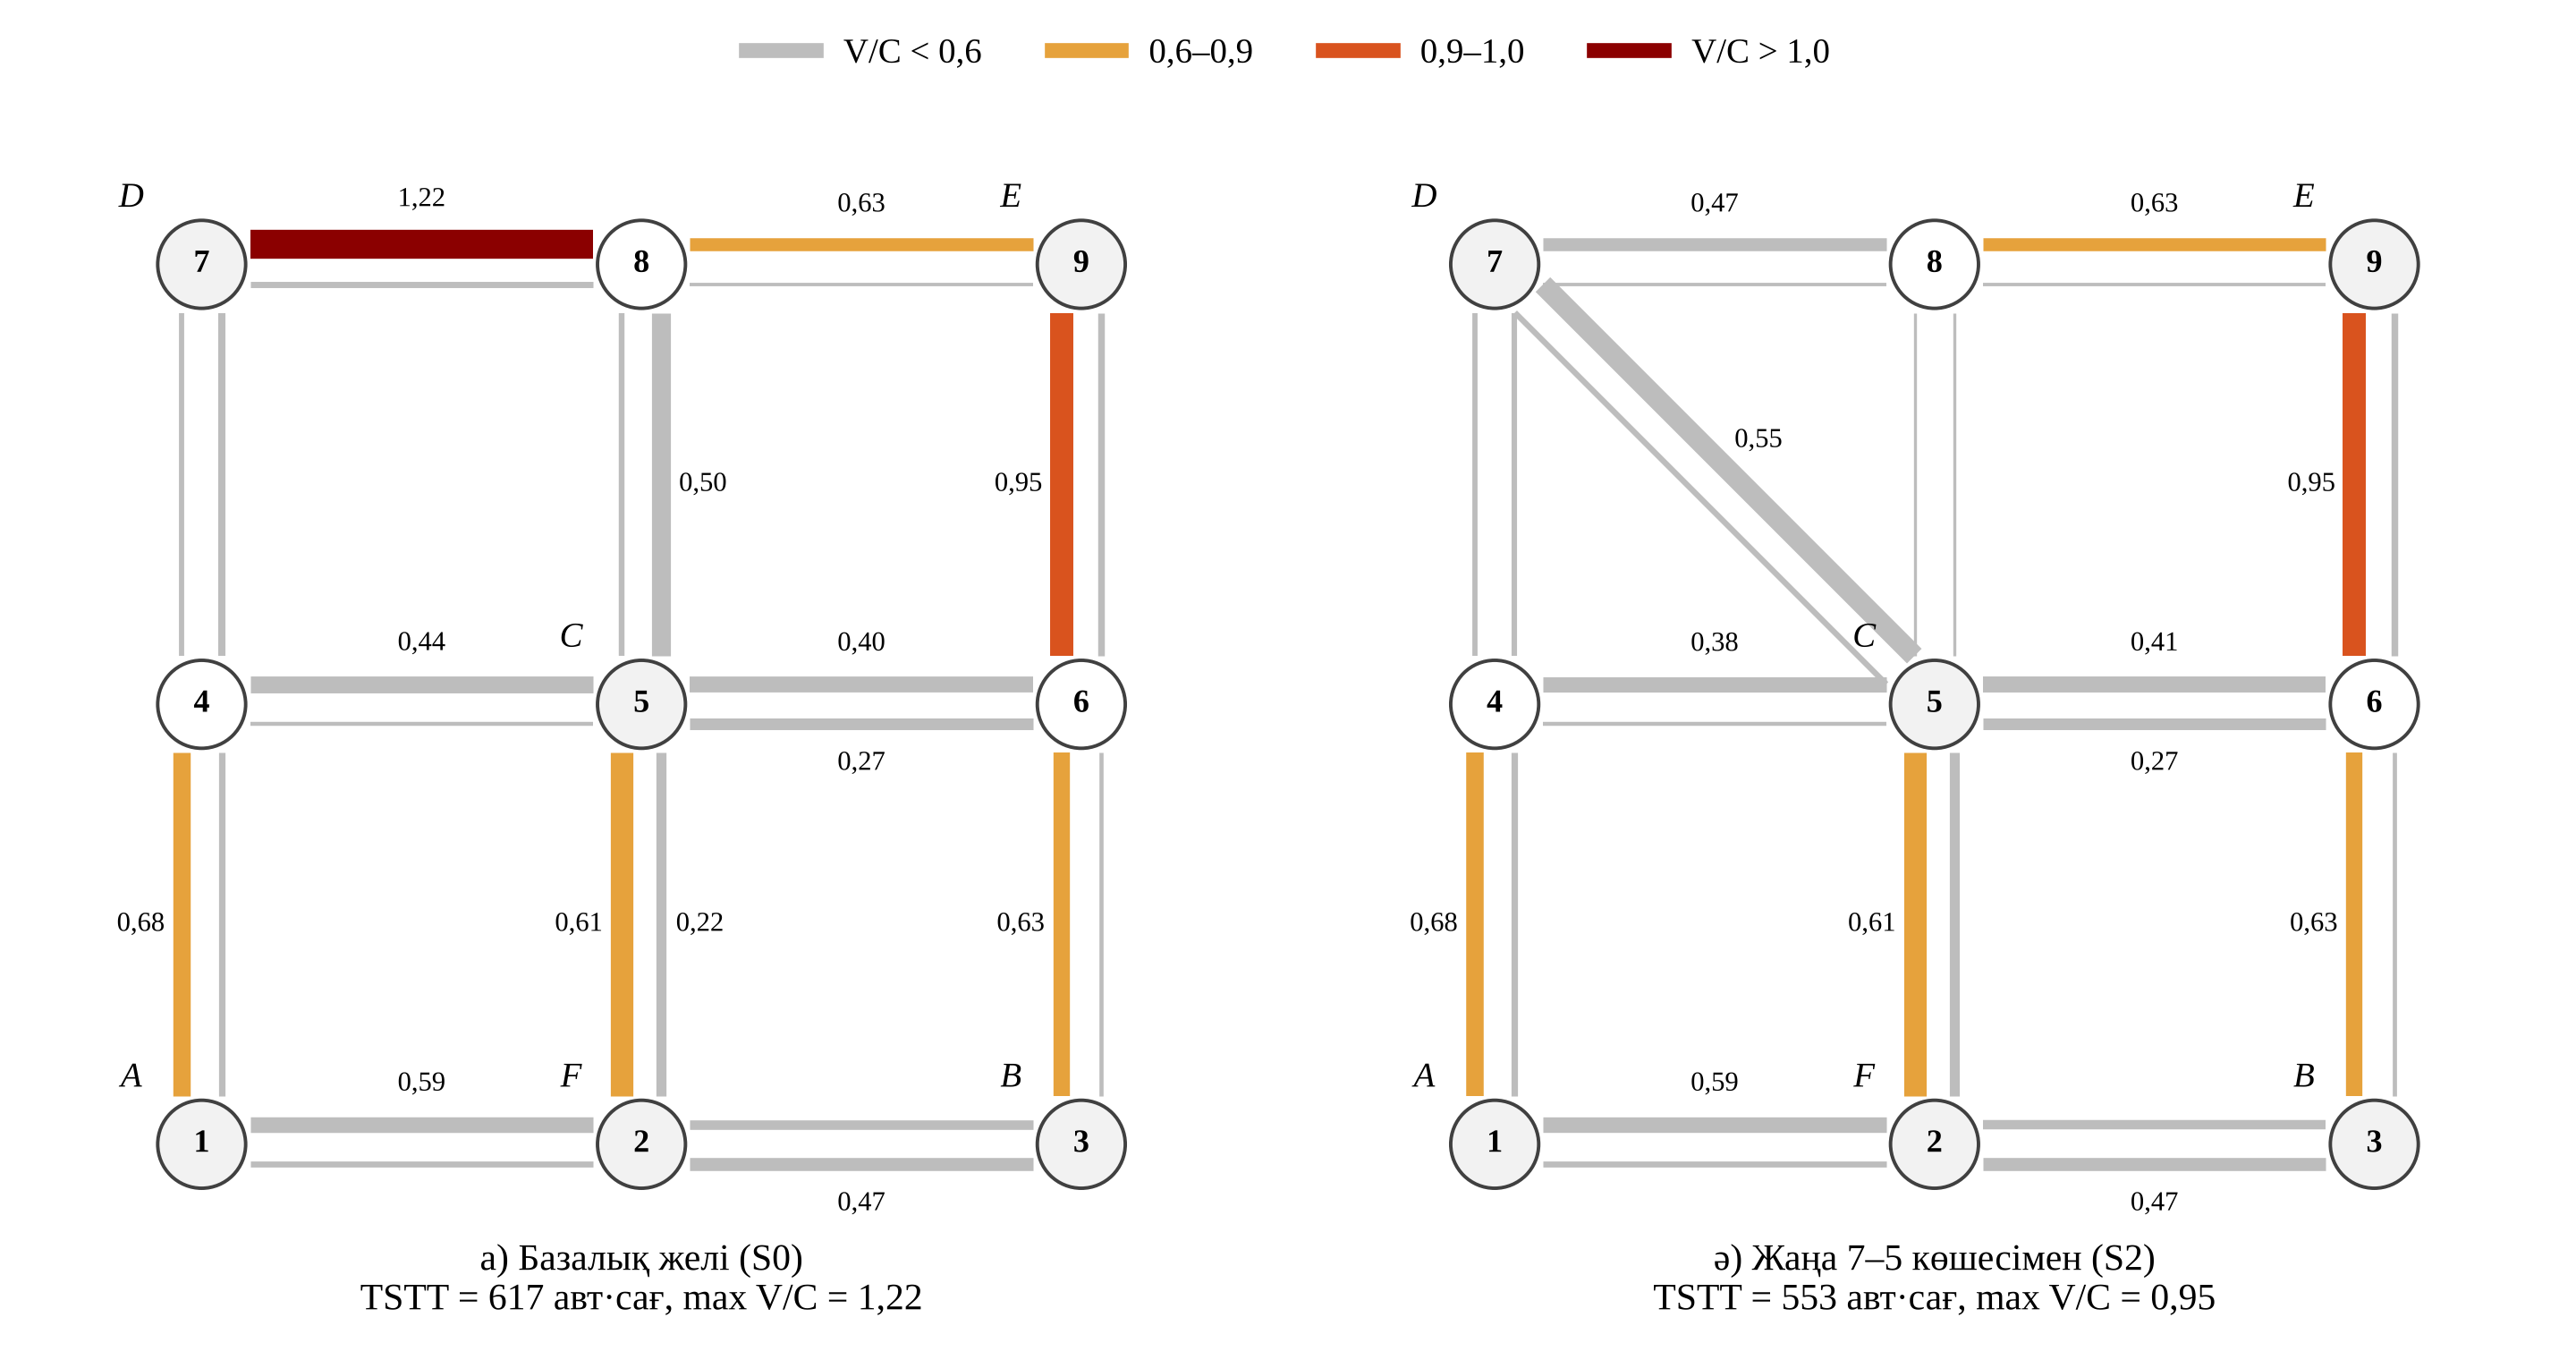 V/C < 0,6 0,6–0,9 0,9–1,0 V/C > 1,0
D 1,22 0,63 E
7 8 9
0,50 0,95
0,44 C 0,40
4 5 6
0,27
0,68 0,61 0,22 0,63
A 0,59 F B
1 2 3
0,47
а) Базалық желі (S0)
TSTT = 617 авт·сағ, max V/C = 1,22
D 0,47 0,63 E
7 8 9
0,55
0,95
0,38 C 0,41
4 5 6
0,27
0,68 0,61 0,63
A 0,59 F B
1 2 3
0,47
ә) Жаңа 7–5 көшесімен (S2)
TSTT = 553 авт·сағ, max V/C = 0,95